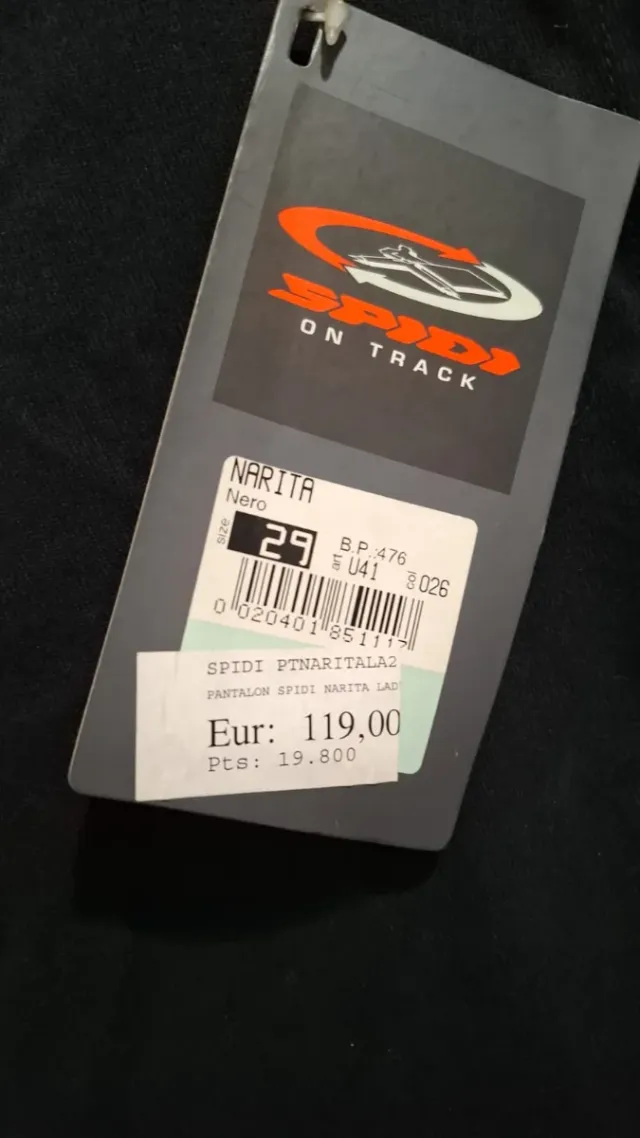 SPIDI
ON TRACK
NARITA
Nero
size 29 B.P.:476
art U41 col 026
0 020401 85111
SPIDI PTNARITALA2
PANTALON SPIDI NARITA LAD
Eur: 119,00
Pts: 19.800